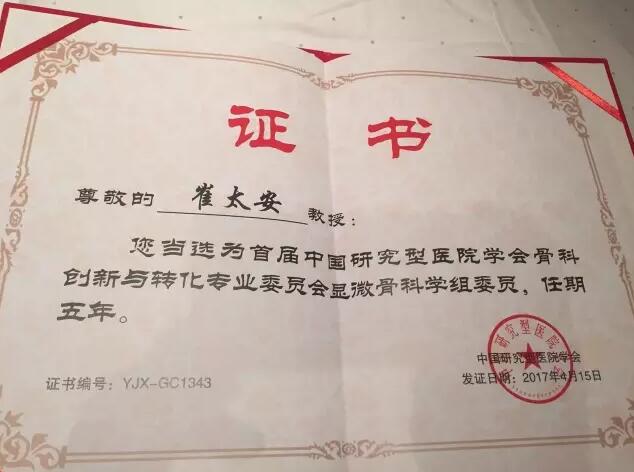 证书
尊敬的 崔太安 教授：
您当选为首届中国研究型医院学会骨科
创新与转化专业委员会显微骨科学组委员，任期
五年。
中国研究型医院学会
证书编号：YJX-GC1343
发证日期：2017年4月15日